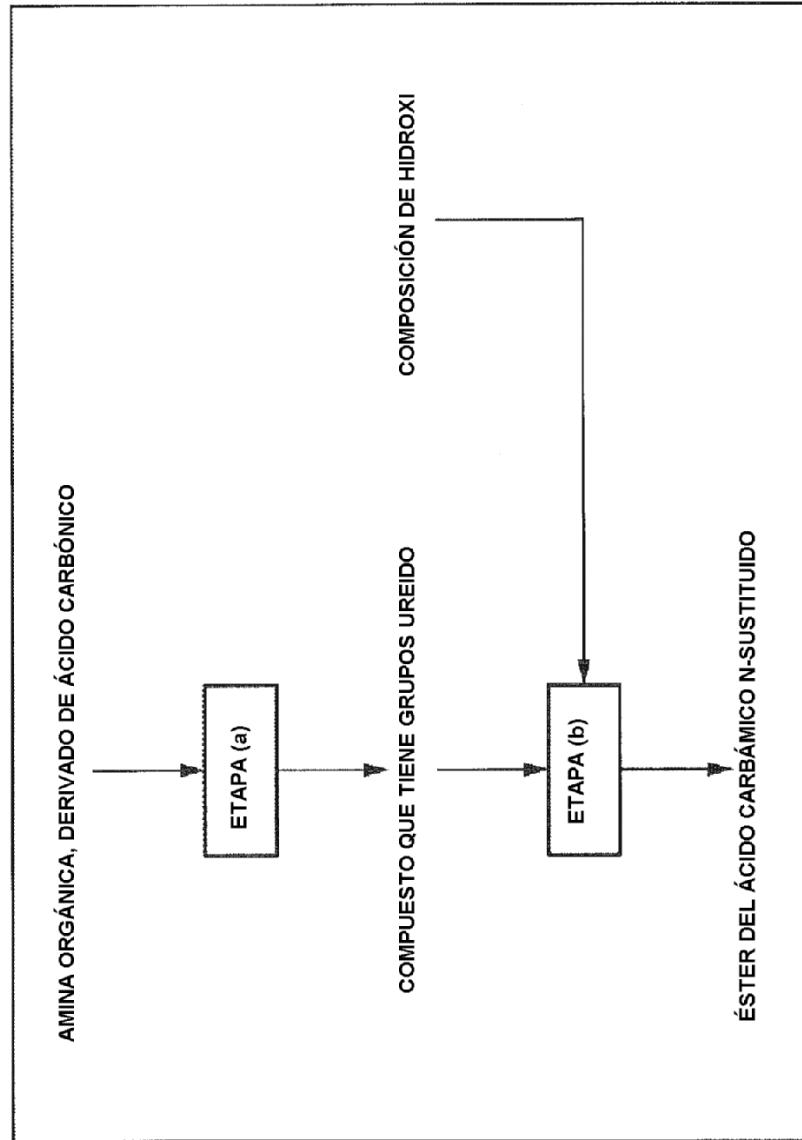 AMINA ORGÁNICA, DERIVADO DE ÁCIDO CARBÓNICO
ETAPA (a)
COMPUESTO QUE TIENE GRUPOS UREIDO
COMPOSICIÓN DE HIDROXI
ETAPA (b)
ÉSTER DEL ÁCIDO CARBÁMICO N-SUSTITUIDO